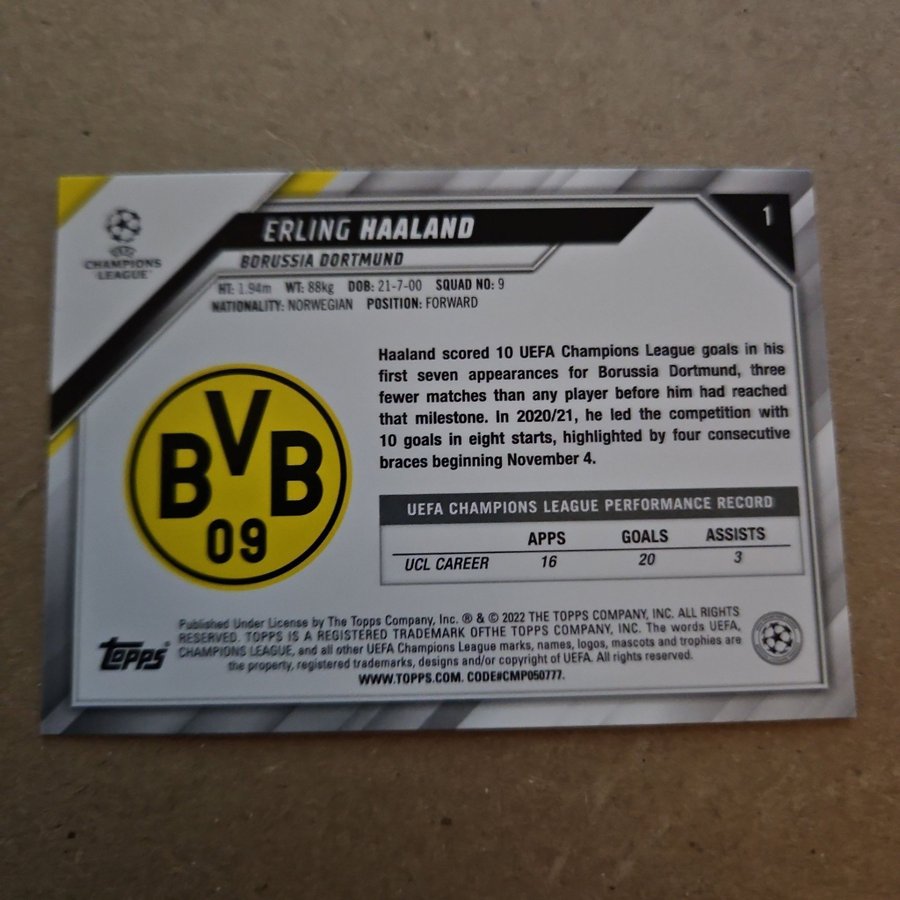 1
ERLING HAALAND
UEFA
CHAMPIONS
LEAGUE
BORUSSIA DORTMUND
HT: 1.94m WT: 88kg DOB: 21-7-00 SQUAD NO: 9
NATIONALITY: NORWEGIAN POSITION: FORWARD
Haaland scored 10 UEFA Champions League goals in his
first seven appearances for Borussia Dortmund, three
fewer matches than any player before him had reached
that milestone. In 2020/21, he led the competition with
10 goals in eight starts, highlighted by four consecutive
braces beginning November 4.
BVB
09
UEFA CHAMPIONS LEAGUE PERFORMANCE RECORD
APPS GOALS ASSISTS
UCL CAREER 16 20 3
Published Under License by The Topps Company, Inc. ® & © 2022 THE TOPPS COMPANY, INC. ALL RIGHTS
RESERVED. TOPPS IS A REGISTERED TRADEMARK OFTHE TOPPS COMPANY, INC. The words UEFA,
CHAMPIONS LEAGUE, and all other UEFA Champions League marks, names, logos, mascots and trophies are
the property, registered trademarks, designs and/or copyright of UEFA. All rights reserved.
WWW.TOPPS.COM. CODE#CMP050777.
topps